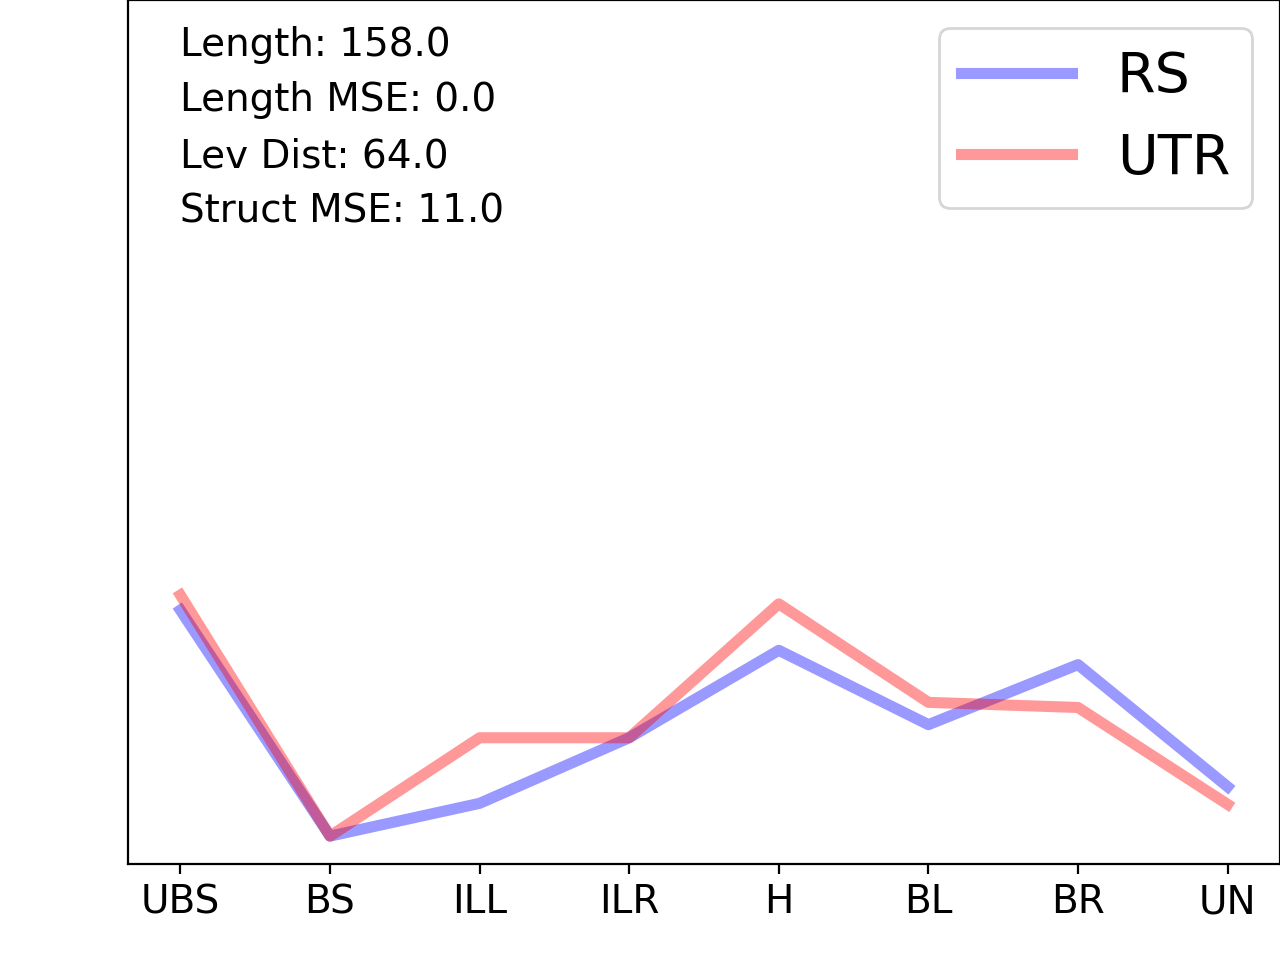 Length: 158.0
Length MSE: 0.0
Lev Dist: 64.0
Struct MSE: 11.0
RS
UTR
UBS BS ILL ILR H BL BR UN